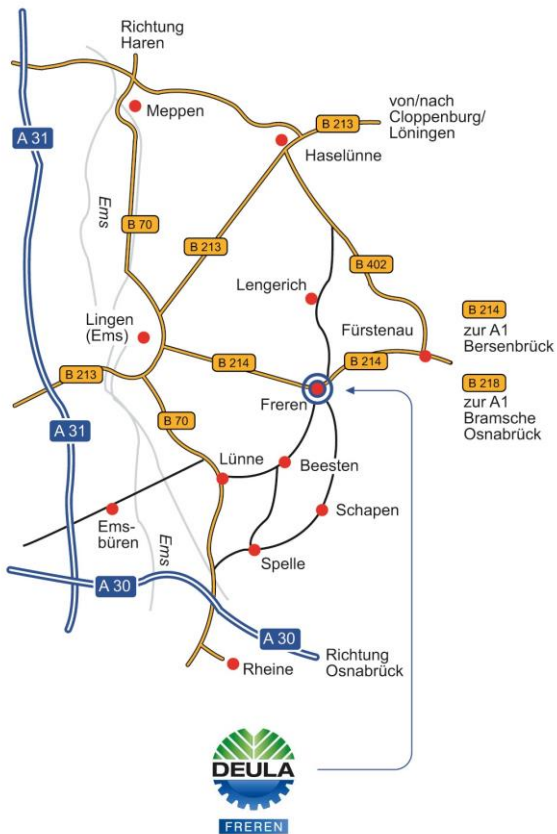 Richtung
Haren
Meppen
A 31
Ems
B 213
von/nach
Cloppenburg/
Löningen
Haselünne
B 70
B 213
B 402
Lengerich
Lingen
(Ems)
Fürstenau
B 214
zur A1
Bersenbrück
B 213
B 214
B 214
B 218
zur A1
Bramsche
Osnabrück
Freren
A 31
B 70
Lünne
Beesten
Schapen
Ems-
büren
Ems
Spelle
A 30
A 30
Richtung
Osnabrück
Rheine
DEULA
FREREN